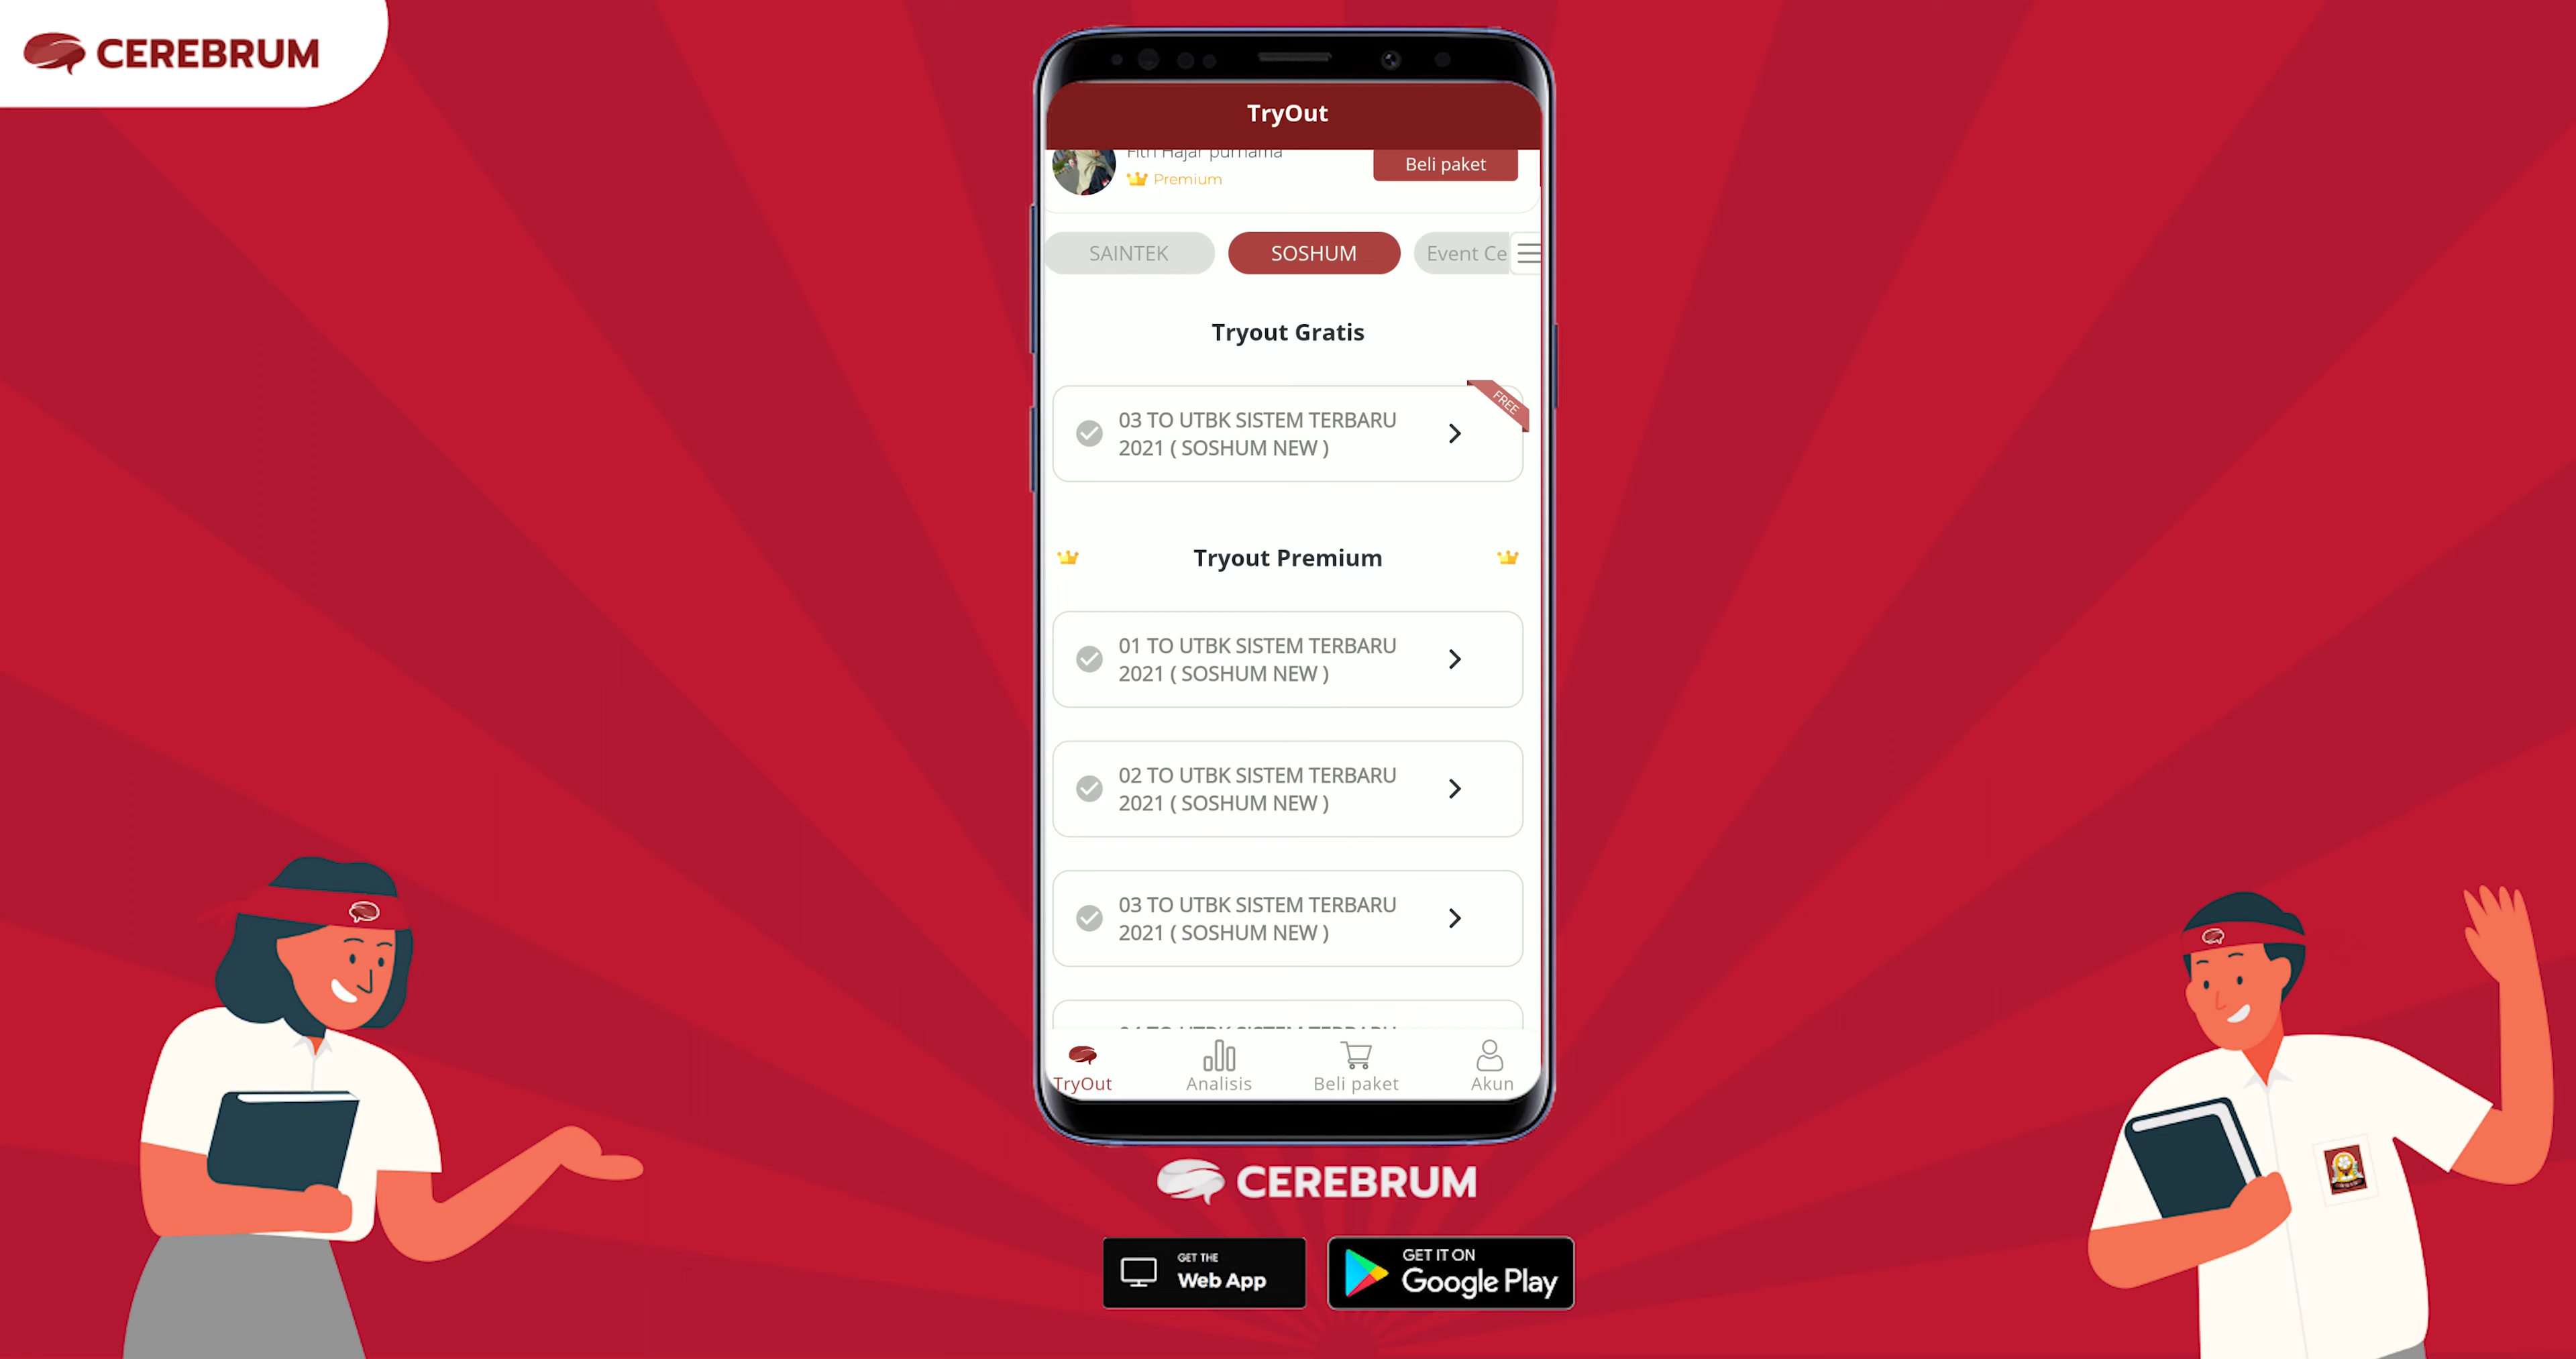 CEREBRUM
TryOut
Fitri Hajar purnama
Premium
Beli paket
SAINTEK
SOSHUM
Event Ce
Tryout Gratis
FREE
03 TO UTBK SISTEM TERBARU
2021 ( SOSHUM NEW )
Tryout Premium
01 TO UTBK SISTEM TERBARU
2021 ( SOSHUM NEW )
02 TO UTBK SISTEM TERBARU
2021 ( SOSHUM NEW )
03 TO UTBK SISTEM TERBARU
2021 ( SOSHUM NEW )
TryOut
Analisis
Beli paket
Akun
CEREBRUM
GET THE
Web App
GET IT ON
Google Play